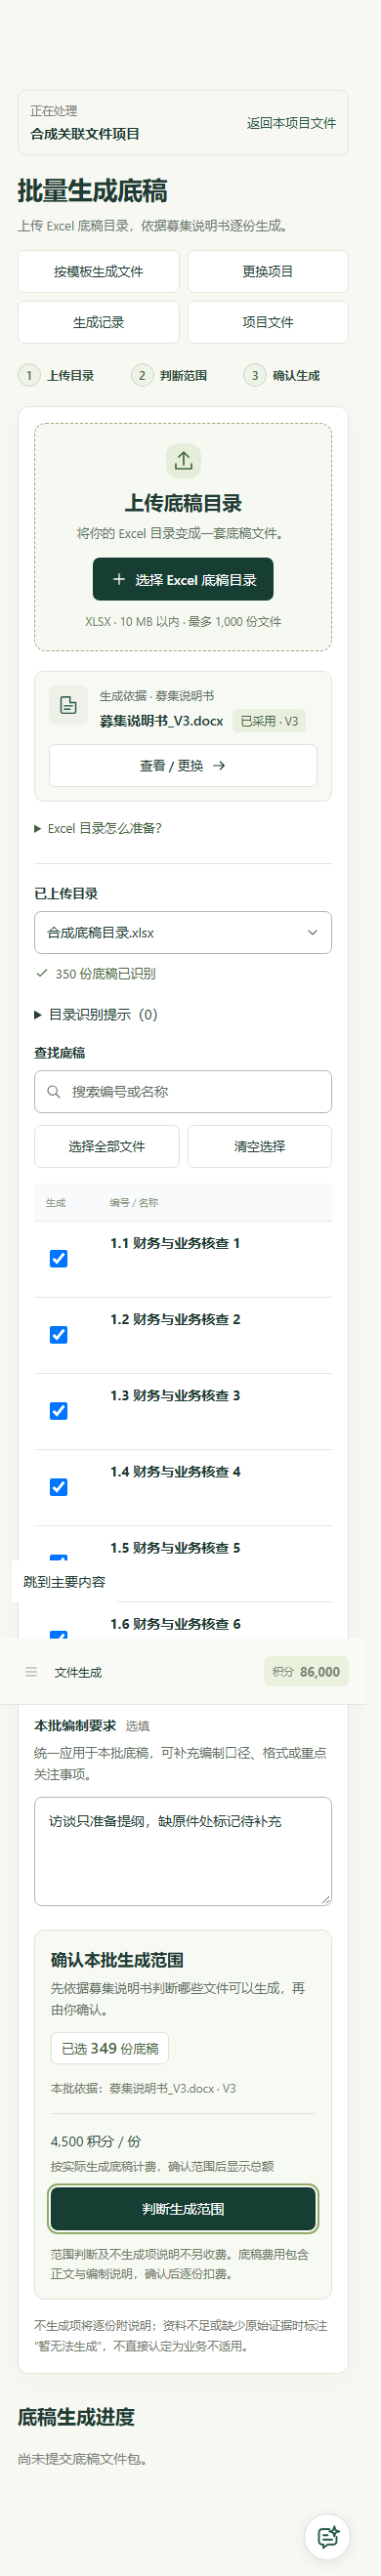 正在处理
合成关联文件项目
返回本项目文件
批量生成底稿
上传 Excel 底稿目录，依据募集说明书逐份生成。
按模板生成文件
更换项目
生成记录
项目文件
1 上传目录
2 判断范围
3 确认生成
上传底稿目录
将你的 Excel 目录变成一套底稿文件。
选择 Excel 底稿目录
XLSX · 10 MB 以内 · 最多 1,000 份文件
生成依据 · 募集说明书
募集说明书_V3.docx 已采用 · V3
查看 / 更换
Excel 目录怎么准备？
已上传目录
合成底稿目录.xlsx
350 份底稿已识别
目录识别提示（0）
查找底稿
搜索编号或名称
选择全部文件
清空选择
生成 编号 / 名称
1.1 财务与业务核查 1
1.2 财务与业务核查 2
1.3 财务与业务核查 3
1.4 财务与业务核查 4
1.5 财务与业务核查 5
跳到主要内容
1.6 财务与业务核查 6
文件生成
积分 86,000
本批编制要求 选填
统一应用于本批底稿，可补充编制口径、格式或重点
关注事项。
访谈只准备提纲，缺原件处标记待补充
确认本批生成范围
先依据募集说明书判断哪些文件可以生成，再
由你确认。
已选 349 份底稿
本批依据：募集说明书_V3.docx · V3
4,500 积分 / 份
按实际生成底稿计费，确认范围后显示总额
判断生成范围
范围判断及不生成项说明不另收费。底稿费用包含
正文与编制说明，确认后逐份扣费。
不生成项将逐份附说明；资料不足或缺少原始证据时标注
“暂无法生成”，不直接认定为业务不适用。
底稿生成进度
尚未提交底稿文件包。